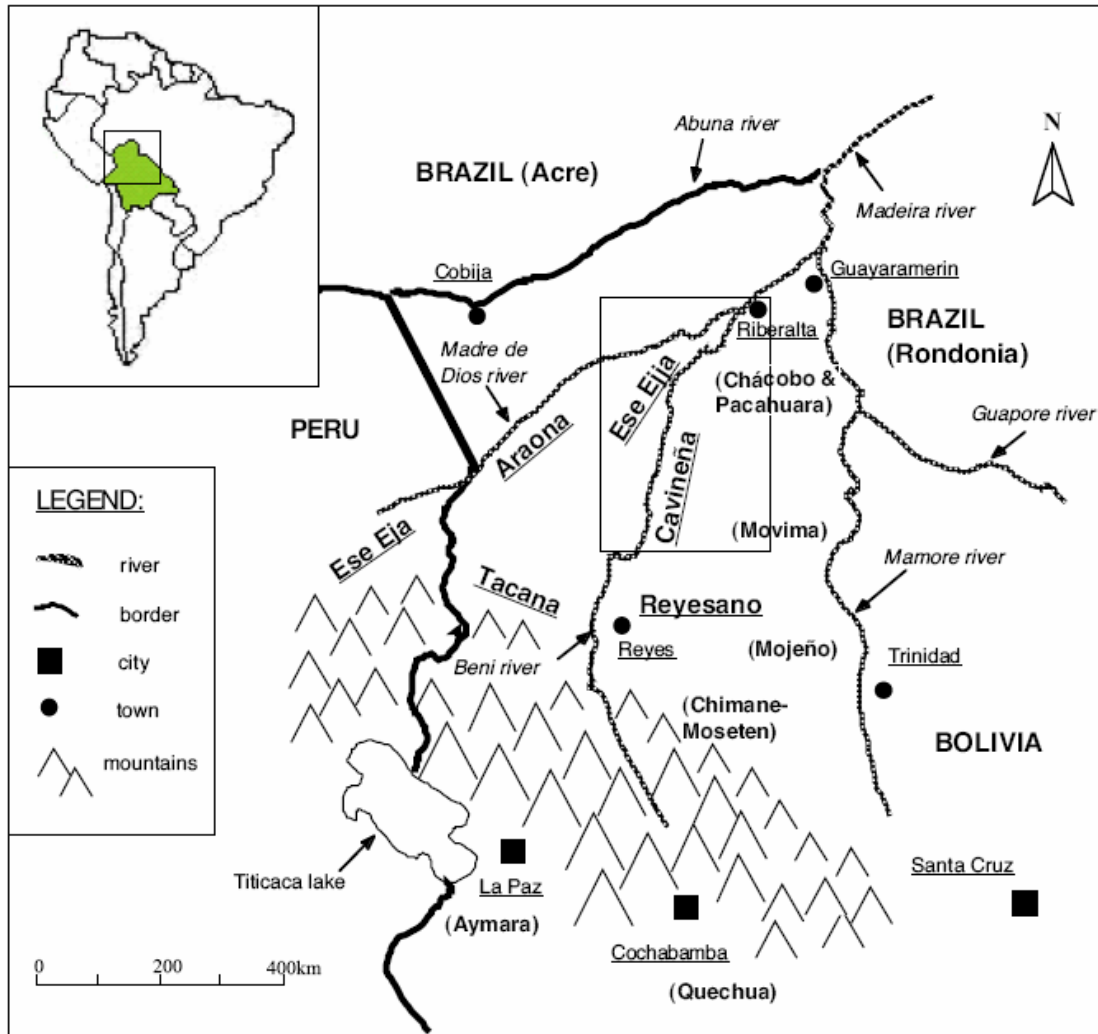 Abuna river
N
BRAZIL (Acre)
Madeira river
Cobija
Guayaramerin
Riberalta
BRAZIL
(Rondonia)
Madre de
Dios river
Ese Ejja
(Chácobo &
Pacahuara)
PERU
Araona
Guapore river
Cavineña
LEGEND:
river
border
city
town
mountains
Ese Eja
(Movima)
Tacana
Mamore river
Reyesano
Beni river
Reyes
(Mojeño)
Trinidad
(Chimane-
Moseten)
BOLIVIA
Titicaca lake
La Paz
(Aymara)
Santa Cruz
Cochabamba
(Quechua)
0 200 400km